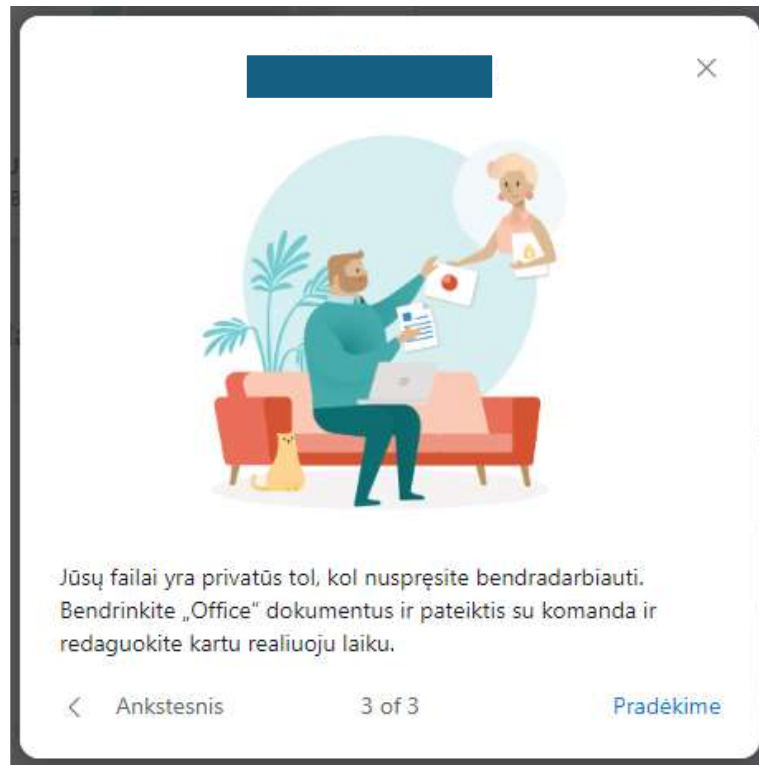 Jūsų failai yra privatūs tol, kol nuspręsite bendradarbiauti.
Bendrinkite „Office“ dokumentus ir pateiktis su komanda ir
redaguokite kartu realiuoju laiku.
Ankstesnis 3 of 3 Pradėkime